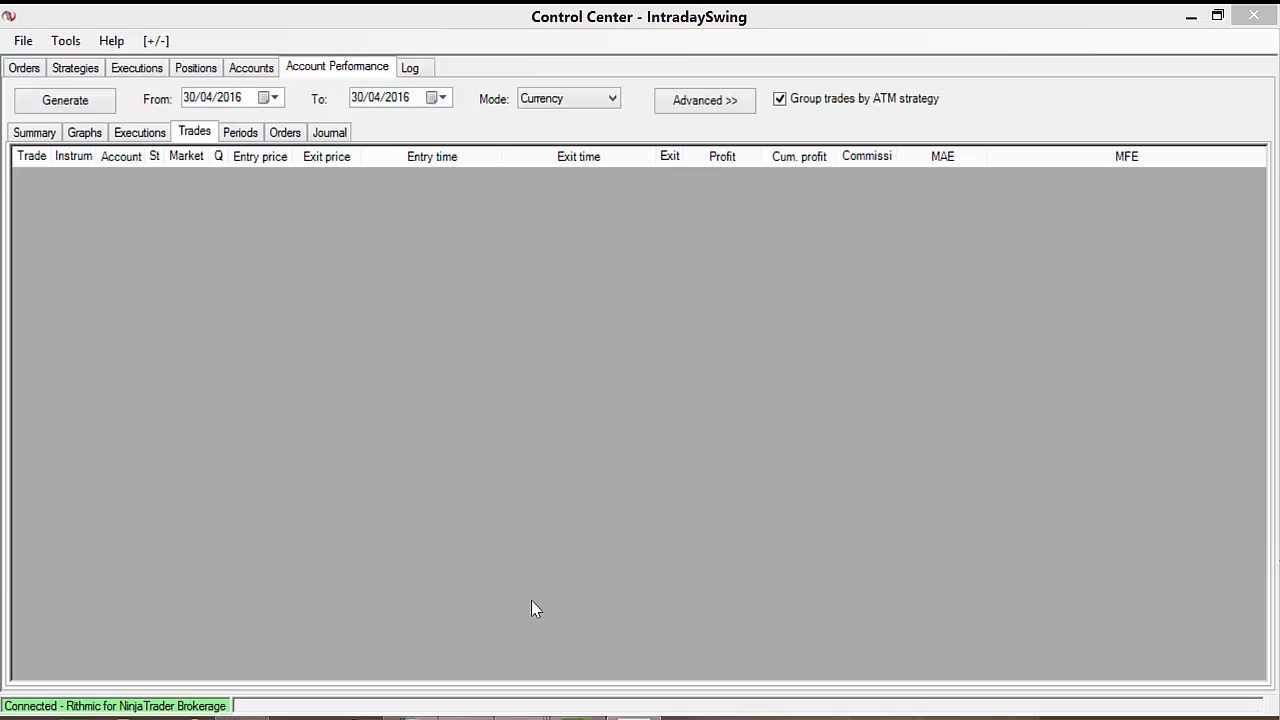 Control Center - IntradaySwing
File Tools Help [+/-]
Orders Strategies Executions Positions Accounts Account Performance Log
Generate From: 30/04/2016 To: 30/04/2016 Mode: Currency Advanced >> Group trades by ATM strategy
Summary Graphs Executions Trades Periods Orders Journal
Trade Instrum Account St Market Q Entry price Exit price Entry time Exit time Exit Profit Cum. profit Commissi MAE MFE
Connected - Rithmic for NinjaTrader Brokerage